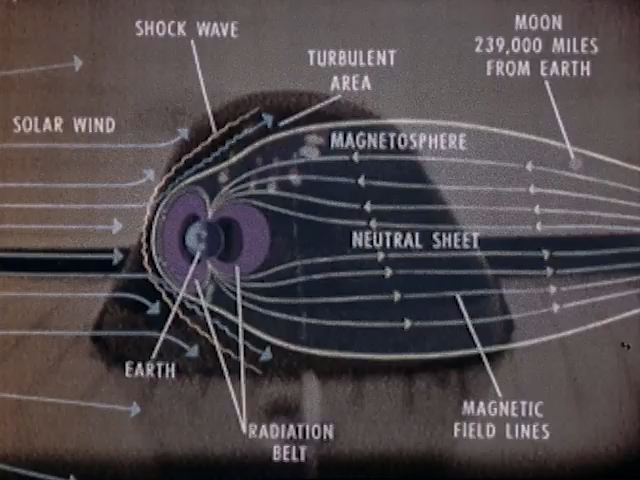 SHOCK WAVE
MOON
239,000 MILES
FROM EARTH
TURBULENT
AREA
SOLAR WIND
MAGNETOSPHERE
NEUTRAL SHEET
EARTH
RADIATION
BELT
MAGNETIC
FIELD LINES